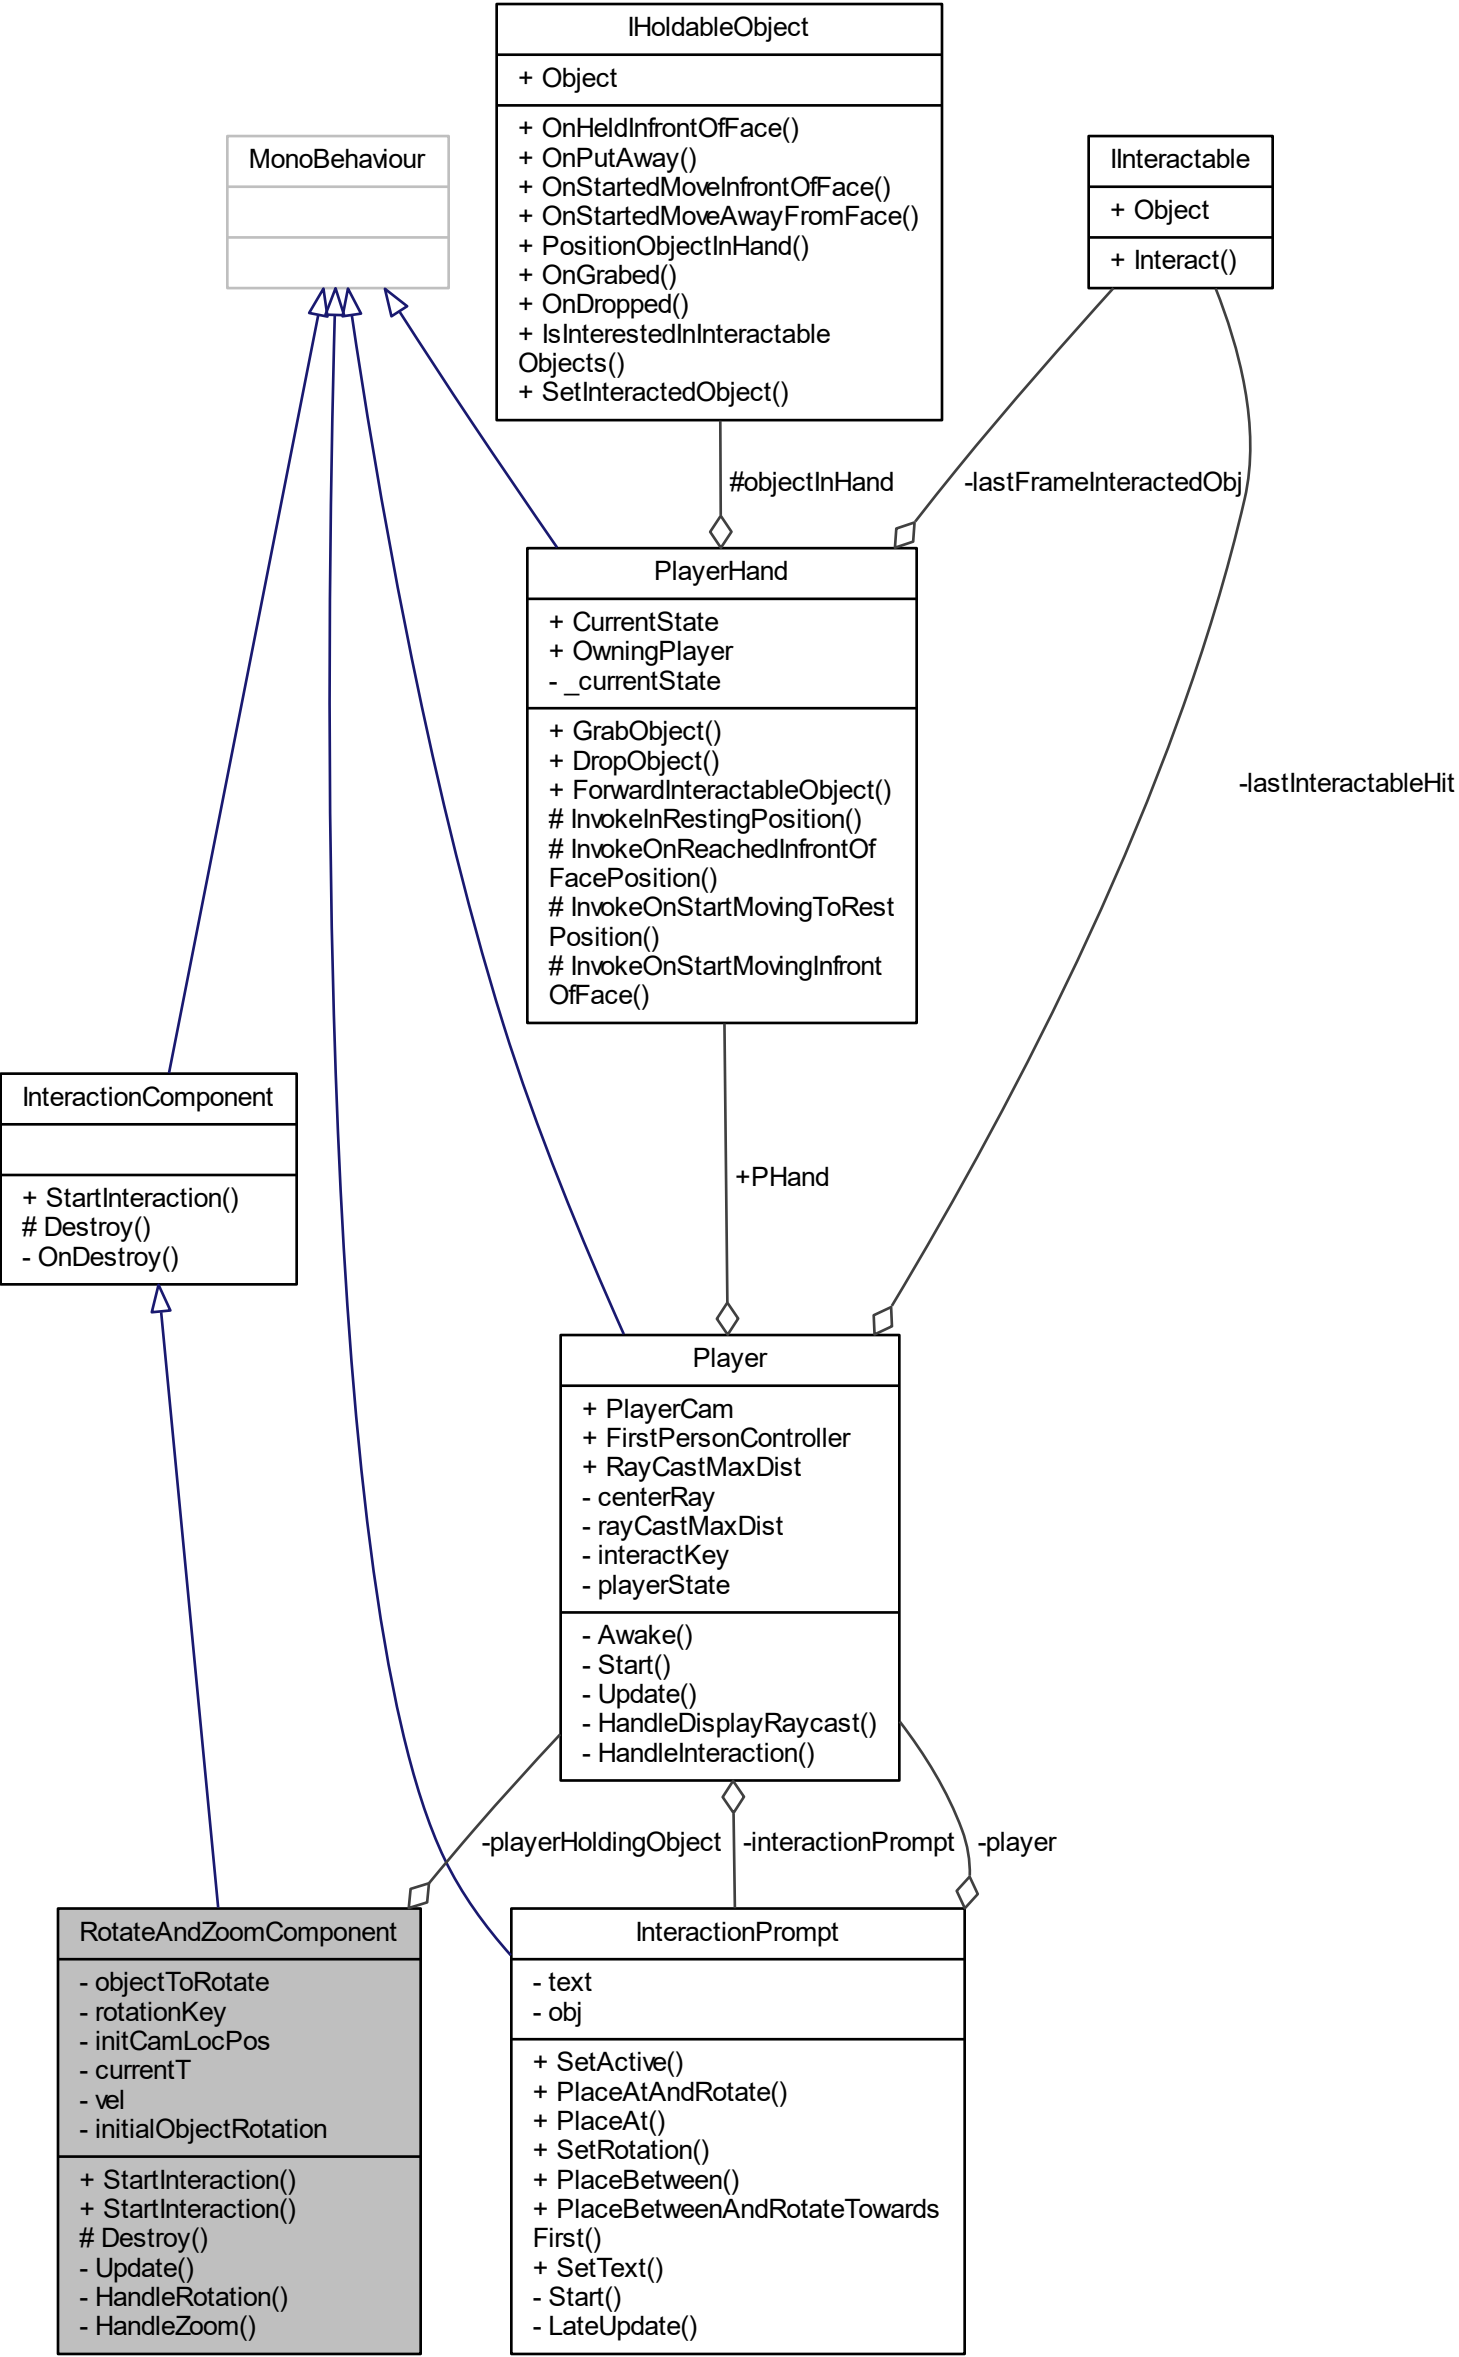 IHoldableObject
+ Object
+ OnHeldInfrontOfFace()
+ OnPutAway()
+ OnStartedMoveInfrontOfFace()
+ OnStartedMoveAwayFromFace()
+ PositionObjectInHand()
+ OnGrabed()
+ OnDropped()
+ IsInterestedInInteractable
Objects()
+ SetInteractedObject()
MonoBehaviour
IInteractable
+ Object
+ Interact()
#objectInHand
-lastFrameInteractedObj
PlayerHand
+ CurrentState
+ OwningPlayer
- _currentState
+ GrabObject()
+ DropObject()
+ ForwardInteractableObject()
# InvokeInRestingPosition()
# InvokeOnReachedInfrontOf
FacePosition()
# InvokeOnStartMovingToRest
Position()
# InvokeOnStartMovingInfront
OfFace()
-lastInteractableHit
InteractionComponent
+ StartInteraction()
# Destroy()
- OnDestroy()
+PHand
Player
+ PlayerCam
+ FirstPersonController
+ RayCastMaxDist
- centerRay
- rayCastMaxDist
- interactKey
- playerState
- Awake()
- Start()
- Update()
- HandleDisplayRaycast()
- HandleInteraction()
-playerHoldingObject
-interactionPrompt
-player
RotateAndZoomComponent
- objectToRotate
- rotationKey
- initCamLocPos
- currentT
- vel
- initialObjectRotation
+ StartInteraction()
+ StartInteraction()
# Destroy()
- Update()
- HandleRotation()
- HandleZoom()
InteractionPrompt
- text
- obj
+ SetActive()
+ PlaceAtAndRotate()
+ PlaceAt()
+ SetRotation()
+ PlaceBetween()
+ PlaceBetweenAndRotateTowards
First()
+ SetText()
- Start()
- LateUpdate()